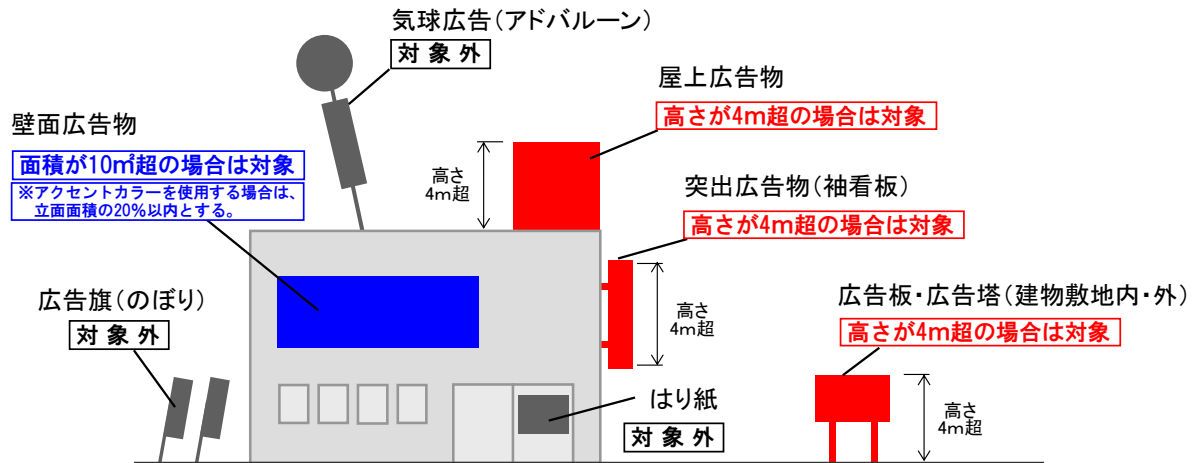 気球広告（アドバルーン）
対象外
屋上広告物
高さが4ｍ超の場合は対象
壁面広告物
面積が10㎡超の場合は対象
※アクセントカラーを使用する場合は、
立面面積の20％以内とする。
高さ
4ｍ超
突出広告物（袖看板）
高さが4ｍ超の場合は対象
広告旗（のぼり）
対象外
高さ
4ｍ超
広告板・広告塔（建物敷地内・外）
高さが4ｍ超の場合は対象
はり紙
対象外
高さ
4ｍ超